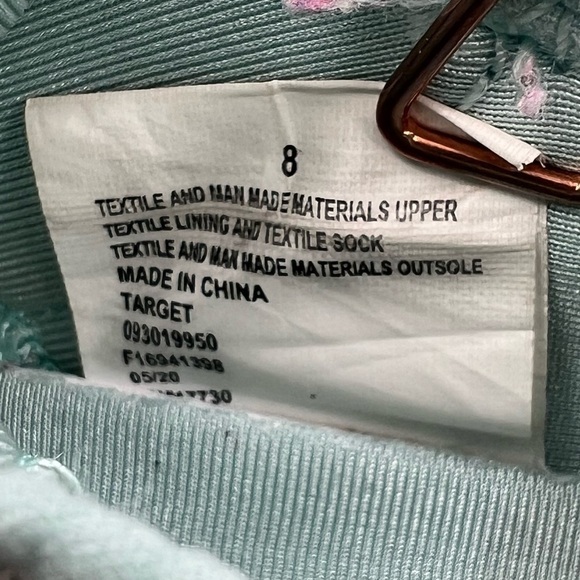 8
TEXTILE AND MAN MADE MATERIALS UPPER
TEXTILE LINING AND TEXTILE SOCK
TEXTILE AND MAN MADE MATERIALS OUTSOLE
MADE IN CHINA
TARGET
093019950
F16941398
05/20